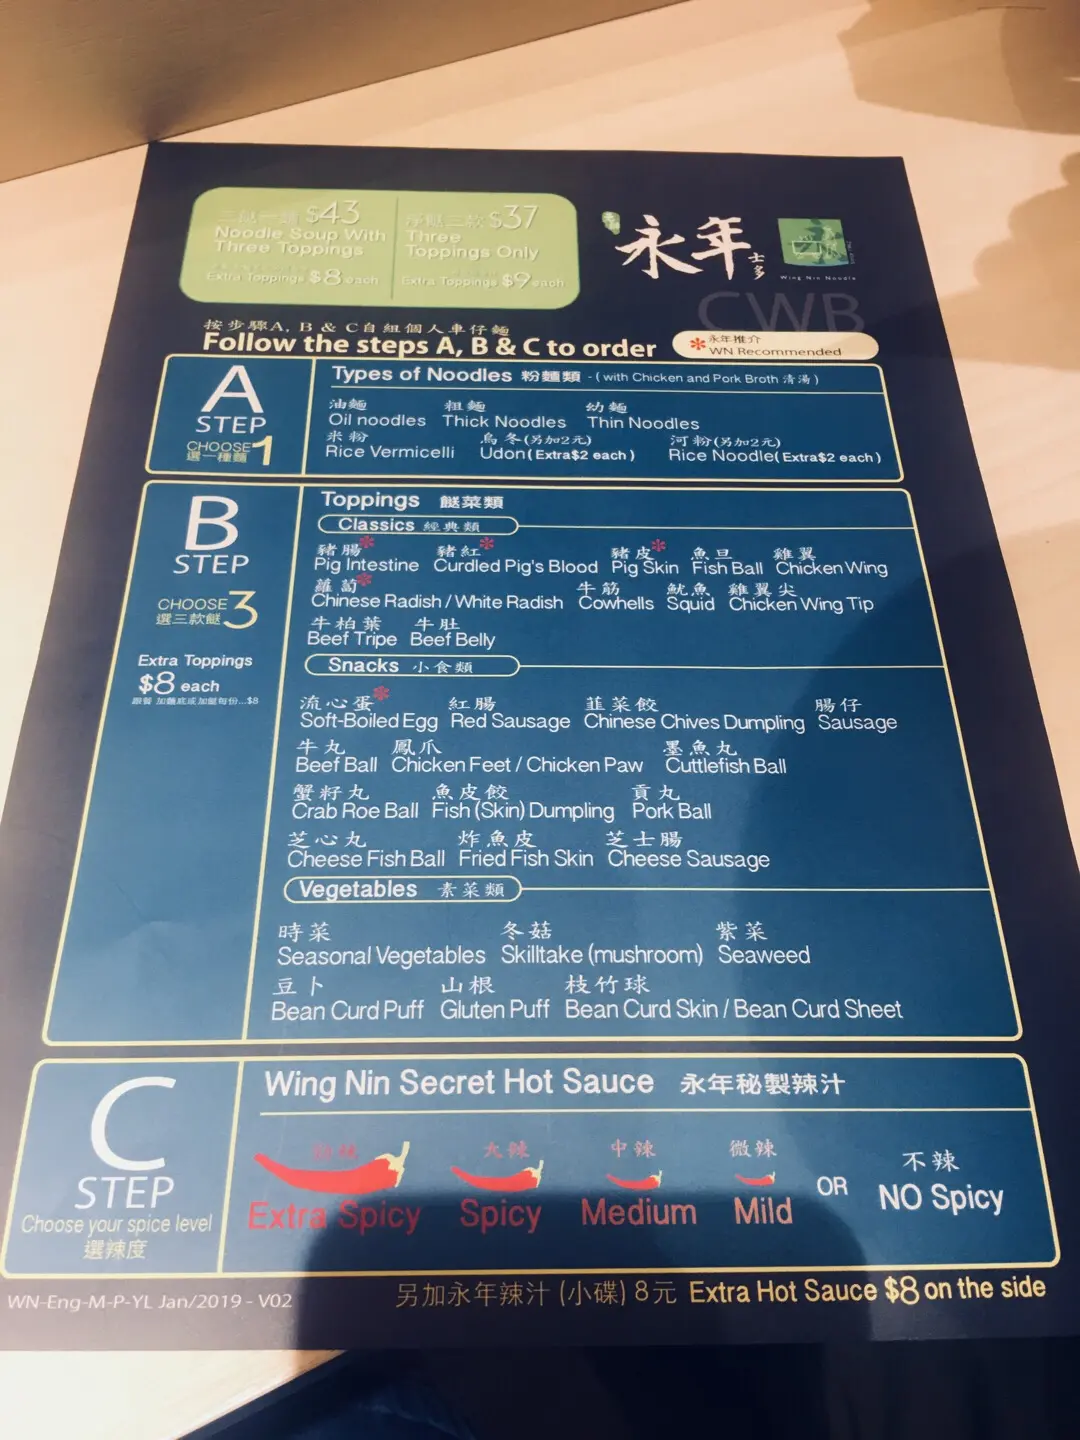 三餸一麵 $43
Noodle Soup With
Three Toppings
Extra Toppings $8 each
淨餸三款 $37
Three
Toppings Only
Extra Toppings $9 each
永年
士多
Wing Nin Noodle
CWB
按步驟A, B & C自組個人車仔麵
Follow the steps A, B & C to order
* 永年推介
WN Recommended
A
STEP
CHOOSE 1
選一種麵
Types of Noodles 粉麵類 - ( with Chicken and Pork Broth 清湯 )
油麵 粗麵 幼麵
Oil noodles Thick Noodles Thin Noodles
米粉 烏冬(另加2元) 河粉(另加2元)
Rice Vermicelli Udon( Extra$2 each ) Rice Noodle( Extra$2 each )
B
STEP
CHOOSE 3
選三款餸
Extra Toppings
$8 each
Toppings 餸菜類
Classics 經典類
豬腸* 豬紅* 豬皮* 魚旦 雞翼
Pig Intestine Curdled Pig's Blood Pig Skin Fish Ball Chicken Wing
蘿蔔* 牛筋 魷魚 雞翼尖
Chinese Radish / White Radish Cowhells Squid Chicken Wing Tip
牛柏葉 牛肚
Beef Tripe Beef Belly
Snacks 小食類
流心蛋* 紅腸 韮菜餃 腸仔
Soft-Boiled Egg Red Sausage Chinese Chives Dumpling Sausage
牛丸 鳳爪 墨魚丸
Beef Ball Chicken Feet / Chicken Paw Cuttlefish Ball
蟹籽丸 魚皮餃 貢丸
Crab Roe Ball Fish (Skin) Dumpling Pork Ball
芝心丸 炸魚皮 芝士腸
Cheese Fish Ball Fried Fish Skin Cheese Sausage
Vegetables 素菜類
時菜 冬菇 紫菜
Seasonal Vegetables Skilltake (mushroom) Seaweed
豆卜 山根 枝竹球
Bean Curd Puff Gluten Puff Bean Curd Skin / Bean Curd Sheet
C
STEP
Choose your spice level
選辣度
Wing Nin Secret Hot Sauce 永年秘製辣汁
大辣 中辣 微辣 不辣
Extra Spicy Spicy Medium Mild OR NO Spicy
另加永年辣汁 (小碟) 8元 Extra Hot Sauce $8 on the side
WN-Eng-M-P-YL Jan/2019 - V02